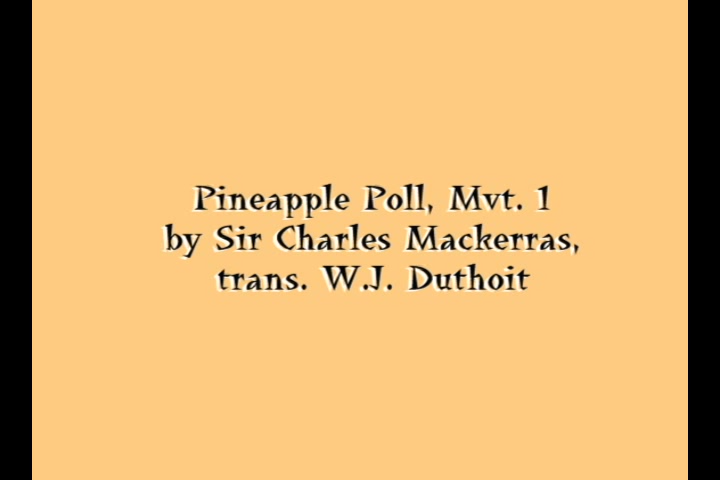 Pineapple Poll, Mvt. 1
by Sir Charles Mackerras,
trans. W.J. Duthoit